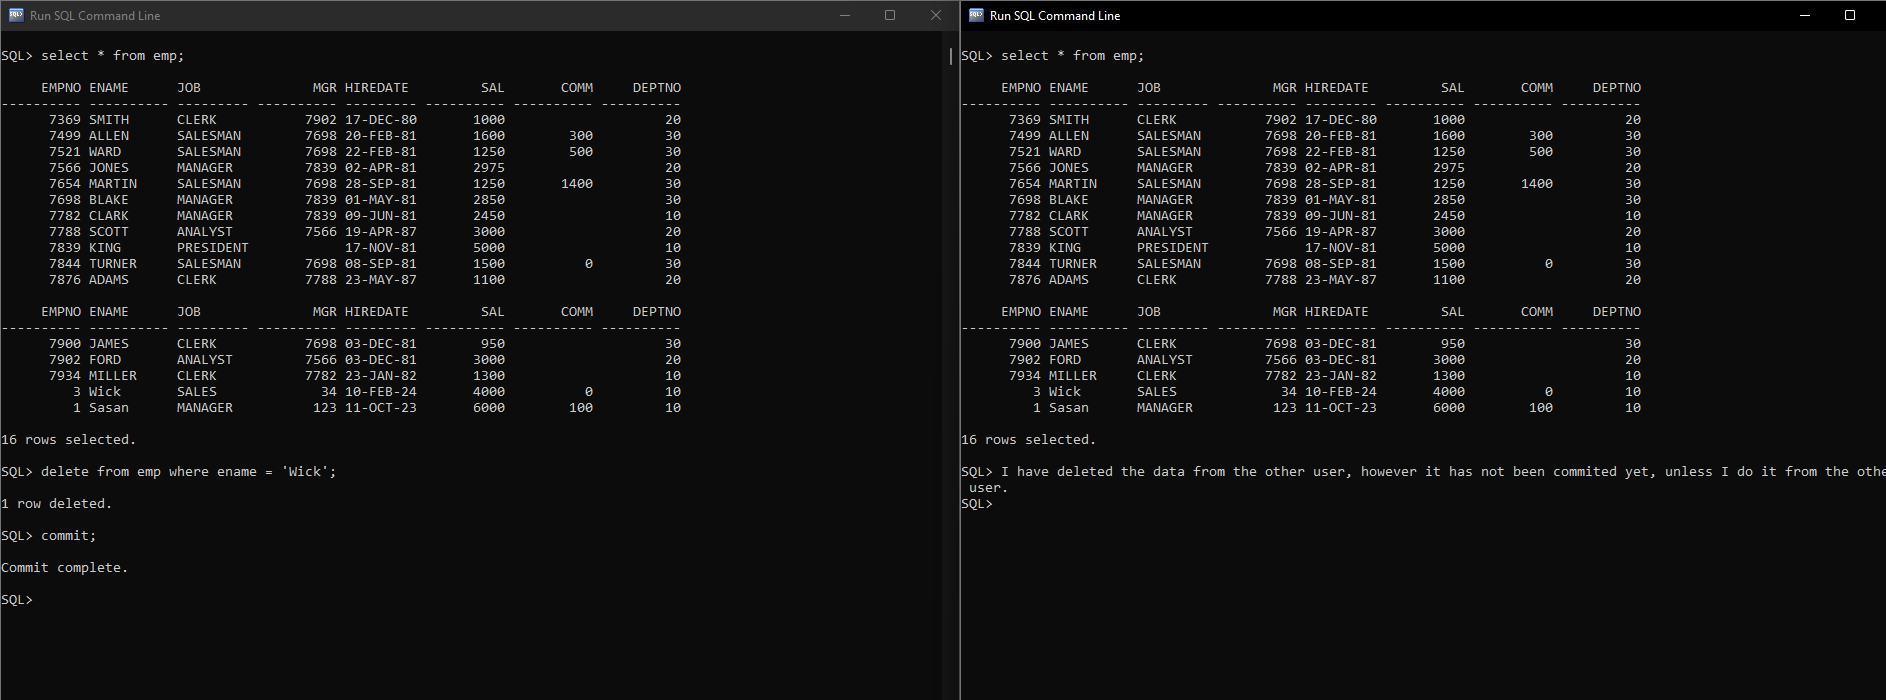 Run SQL Command Line
SQL> select * from emp;
EMPNO ENAME JOB MGR HIREDATE SAL COMM DEPTNO
---------- ---------- --------- ---------- --------- ---------- ---------- ----------
7369 SMITH CLERK 7902 17-DEC-80 1000 20
7499 ALLEN SALESMAN 7698 20-FEB-81 1600 300 30
7521 WARD SALESMAN 7698 22-FEB-81 1250 500 30
7566 JONES MANAGER 7839 02-APR-81 2975 20
7654 MARTIN SALESMAN 7698 28-SEP-81 1250 1400 30
7698 BLAKE MANAGER 7839 01-MAY-81 2850 30
7782 CLARK MANAGER 7839 09-JUN-81 2450 10
7788 SCOTT ANALYST 7566 19-APR-87 3000 20
7839 KING PRESIDENT 17-NOV-81 5000 10
7844 TURNER SALESMAN 7698 08-SEP-81 1500 0 30
7876 ADAMS CLERK 7788 23-MAY-87 1100 20
EMPNO ENAME JOB MGR HIREDATE SAL COMM DEPTNO
---------- ---------- --------- ---------- --------- ---------- ---------- ----------
7900 JAMES CLERK 7698 03-DEC-81 950 30
7902 FORD ANALYST 7566 03-DEC-81 3000 20
7934 MILLER CLERK 7782 23-JAN-82 1300 10
3 Wick SALES 34 10-FEB-24 4000 0 10
1 Sasan MANAGER 123 11-OCT-23 6000 100 10
16 rows selected.
SQL> delete from emp where ename = 'Wick';
1 row deleted.
SQL> commit;
Commit complete.
SQL>
Run SQL Command Line
SQL> select * from emp;
EMPNO ENAME JOB MGR HIREDATE SAL COMM DEPTNO
---------- ---------- --------- ---------- --------- ---------- ---------- ----------
7369 SMITH CLERK 7902 17-DEC-80 1000 20
7499 ALLEN SALESMAN 7698 20-FEB-81 1600 300 30
7521 WARD SALESMAN 7698 22-FEB-81 1250 500 30
7566 JONES MANAGER 7839 02-APR-81 2975 20
7654 MARTIN SALESMAN 7698 28-SEP-81 1250 1400 30
7698 BLAKE MANAGER 7839 01-MAY-81 2850 30
7782 CLARK MANAGER 7839 09-JUN-81 2450 10
7788 SCOTT ANALYST 7566 19-APR-87 3000 20
7839 KING PRESIDENT 17-NOV-81 5000 10
7844 TURNER SALESMAN 7698 08-SEP-81 1500 0 30
7876 ADAMS CLERK 7788 23-MAY-87 1100 20
EMPNO ENAME JOB MGR HIREDATE SAL COMM DEPTNO
---------- ---------- --------- ---------- --------- ---------- ---------- ----------
7900 JAMES CLERK 7698 03-DEC-81 950 30
7902 FORD ANALYST 7566 03-DEC-81 3000 20
7934 MILLER CLERK 7782 23-JAN-82 1300 10
3 Wick SALES 34 10-FEB-24 4000 0 10
1 Sasan MANAGER 123 11-OCT-23 6000 100 10
16 rows selected.
SQL> I have deleted the data from the other user, however it has not been commited yet, unless I do it from the othe
user.
SQL>